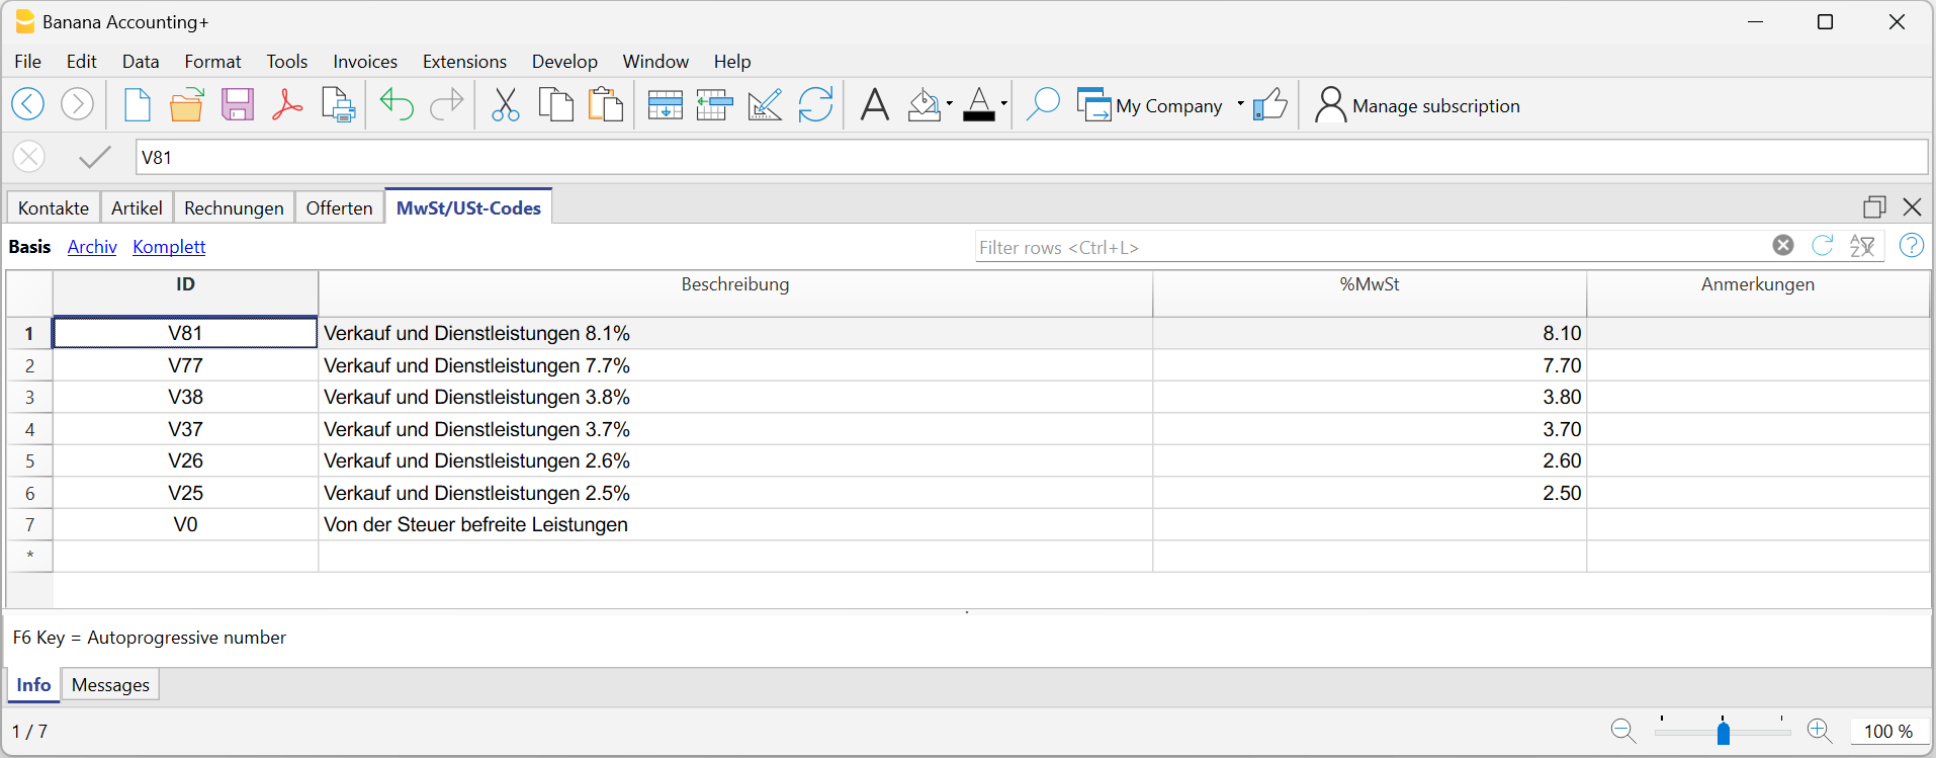 Banana Accounting+
File Edit Data Format Tools Invoices Extensions Develop Window Help
My Company Manage subscription
V81
Kontakte Artikel Rechnungen Offerten MwSt/USt-Codes
Basis Archiv Komplett Filter rows <Ctrl+L>
ID Beschreibung %MwSt Anmerkungen
1 V81 Verkauf und Dienstleistungen 8.1% 8.10
2 V77 Verkauf und Dienstleistungen 7.7% 7.70
3 V38 Verkauf und Dienstleistungen 3.8% 3.80
4 V37 Verkauf und Dienstleistungen 3.7% 3.70
5 V26 Verkauf und Dienstleistungen 2.6% 2.60
6 V25 Verkauf und Dienstleistungen 2.5% 2.50
7 V0 Von der Steuer befreite Leistungen
*
F6 Key = Autoprogressive number
Info Messages
1 / 7 100 %